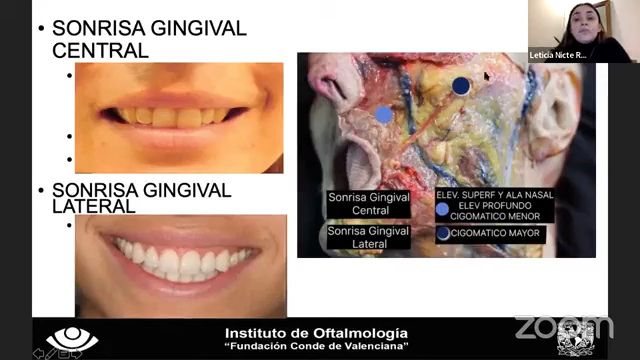 • SONRISA GINGIVAL
CENTRAL
• SONRISA GINGIVAL
LATERAL
Sonrisa Gingival
Central
Sonrisa Gingival
Lateral
ELEV. SUPERF Y ALA NASAL
ELEV PROFUNDO
CIGOMATICO MENOR
CIGOMATICO MAYOR
Leticia Nicte R...
Instituto de Oftalmología
“Fundación Conde de Valenciana”
zoom